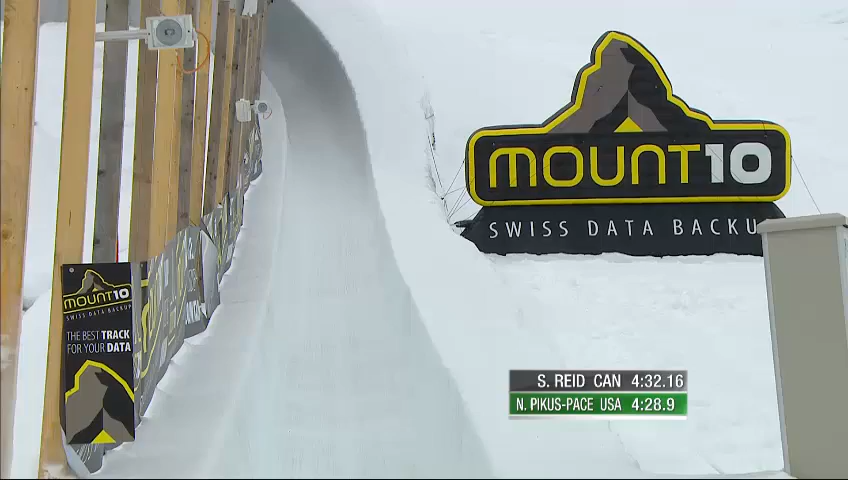 MOUNT10
SWISS DATA BACKU
MOUNT10
SWISS DATA BACKUP
THE BEST TRACK
FOR YOUR DATA
S. REID CAN 4:32.16
N. PIKUS-PACE USA 4:28.9